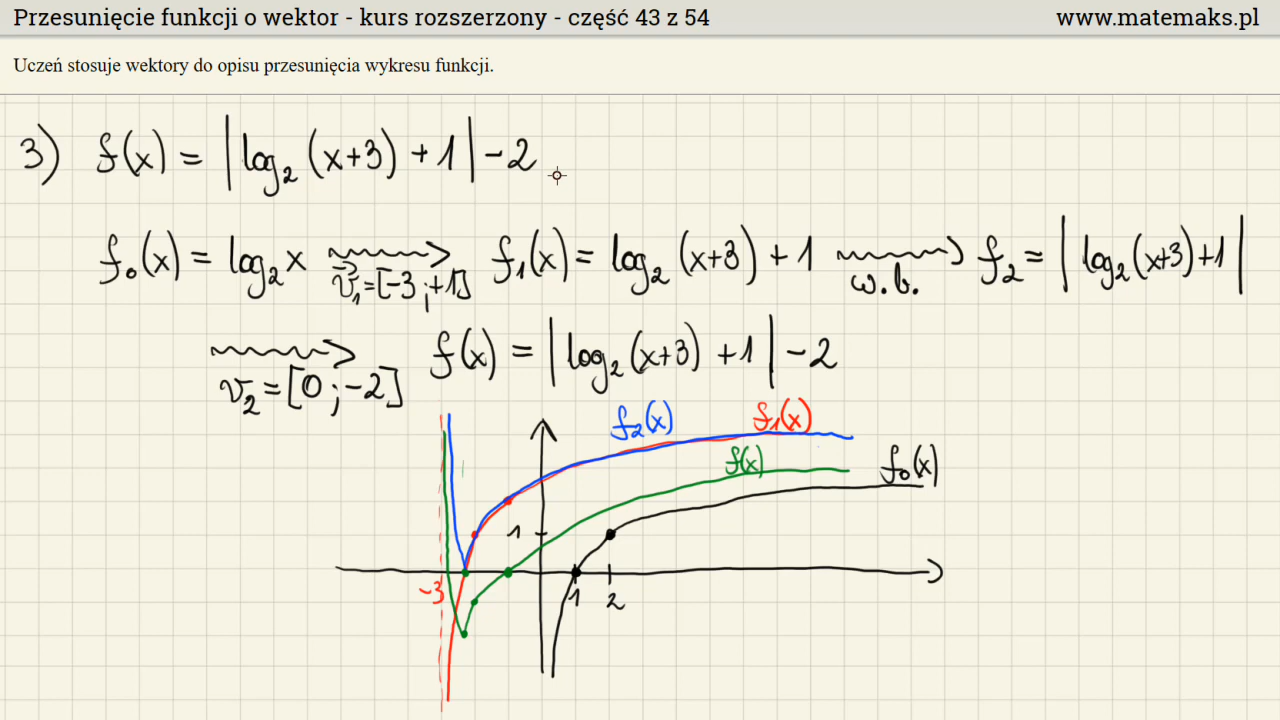 Przesunięcie funkcji o wektor - kurs rozszerzony - część 43 z 54
www.matemaks.pl
Uczeń stosuje wektory do opisu przesunięcia wykresu funkcji.
3) f(x) = |log₂ (x+3) + 1| - 2
f₀(x) = log₂x f₁(x) = log₂ (x+3) + 1 f₂ = |log₂(x+3)+1|
v₁=[-3;+1] w.b.
f(x) = |log₂(x+3) + 1| - 2
v₂ = [0;-2]
f₂(x) f₁(x)
f(x) f₀(x)
1
-3 1 2